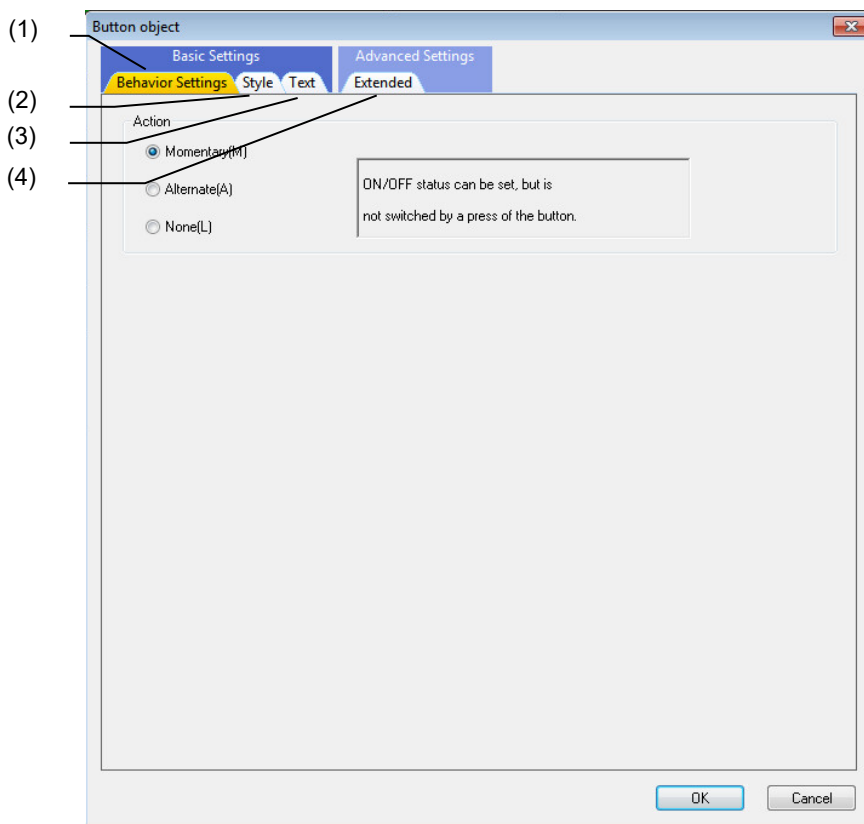 Button object
(1)
Basic Settings
Advanced Settings
Behavior Settings Style Text Extended
(2)
(3)
(4)
Action
Momentary(M)
Alternate(A)
None(L)
ON/OFF status can be set, but is
not switched by a press of the button.
OK Cancel